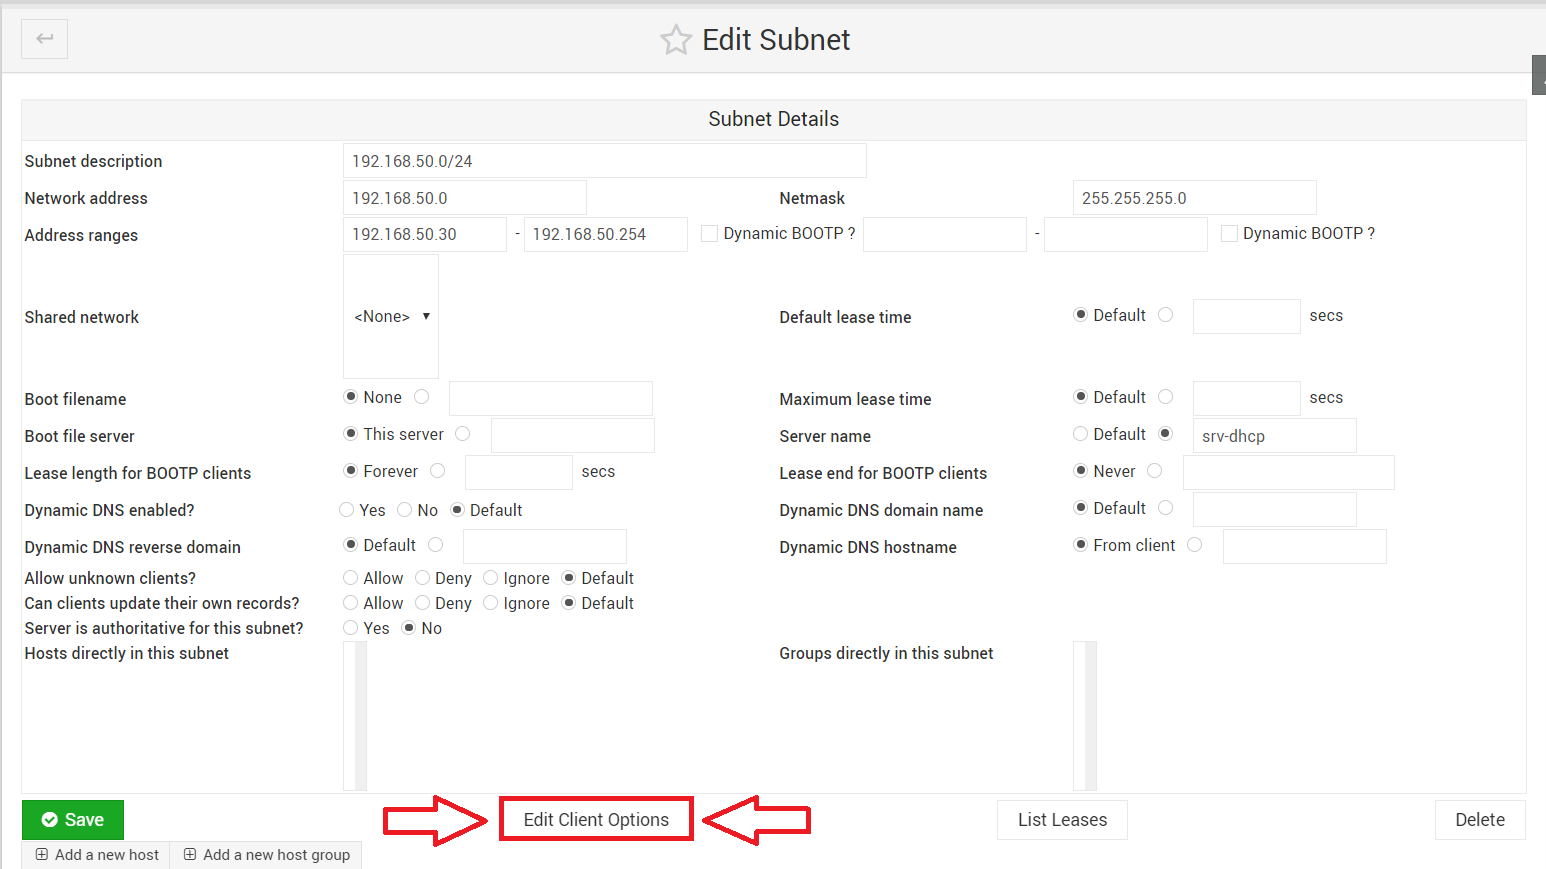 Edit Subnet
Subnet Details
Subnet description 192.168.50.0/24
Network address 192.168.50.0 Netmask 255.255.255.0
Address ranges 192.168.50.30 - 192.168.50.254 Dynamic BOOTP ? - Dynamic BOOTP ?
Shared network <None> Default lease time Default secs
Boot filename None Maximum lease time Default secs
Boot file server This server Server name Default srv-dhcp
Lease length for BOOTP clients Forever secs Lease end for BOOTP clients Never
Dynamic DNS enabled? Yes No Default Dynamic DNS domain name Default
Dynamic DNS reverse domain Default Dynamic DNS hostname From client
Allow unknown clients? Allow Deny Ignore Default
Can clients update their own records? Allow Deny Ignore Default
Server is authoritative for this subnet? Yes No
Hosts directly in this subnet Groups directly in this subnet
Save Edit Client Options List Leases Delete
Add a new host Add a new host group